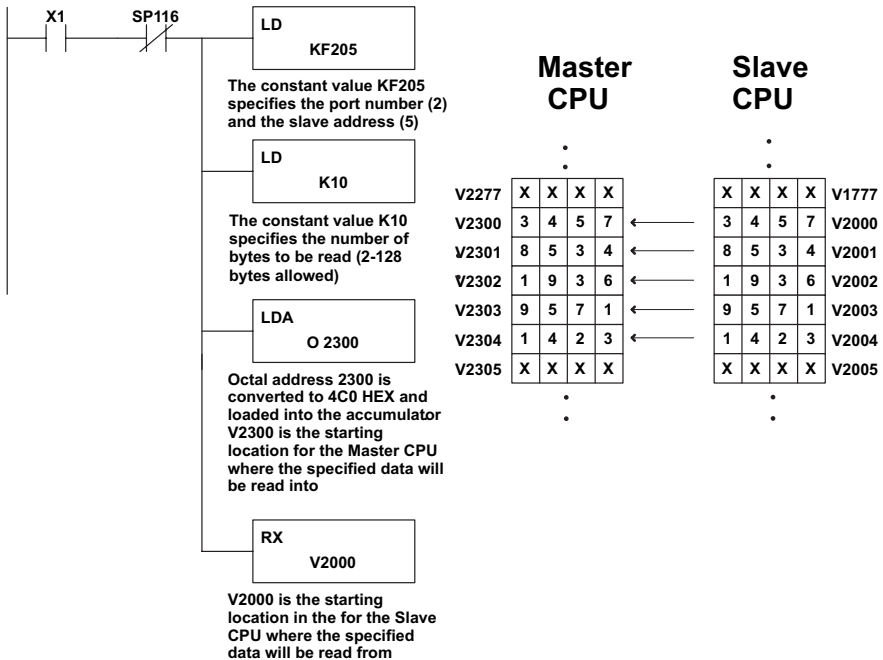 X1 SP116
LD
KF205
The constant value KF205
specifies the port number (2)
and the slave address (5)
LD
K10
The constant value K10
specifies the number of
bytes to be read (2-128
bytes allowed)
LDA
O 2300
Octal address 2300 is
converted to 4C0 HEX and
loaded into the accumulator
V2300 is the starting
location for the Master CPU
where the specified data will
be read into
RX
V2000
V2000 is the starting
location in the for the Slave
CPU where the specified
data will be read from
Master
CPU
Slave
CPU
V2277 X X X X X X X X V1777
V2300 3 4 5 7 3 4 5 7 V2000
V2301 8 5 3 4 8 5 3 4 V2001
V2302 1 9 3 6 1 9 3 6 V2002
V2303 9 5 7 1 9 5 7 1 V2003
V2304 1 4 2 3 1 4 2 3 V2004
V2305 X X X X X X X X V2005